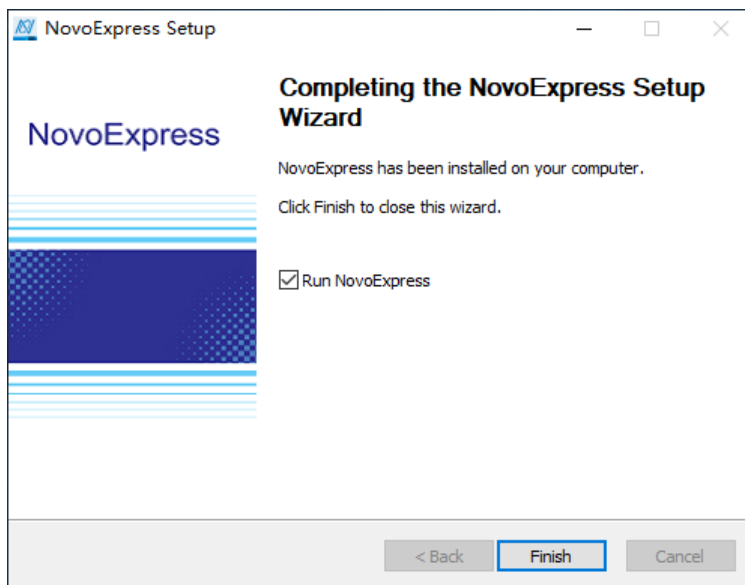 NovoExpress Setup
NovoExpress
Completing the NovoExpress Setup
Wizard
NovoExpress has been installed on your computer.
Click Finish to close this wizard.
Run NovoExpress
< Back
Finish
Cancel